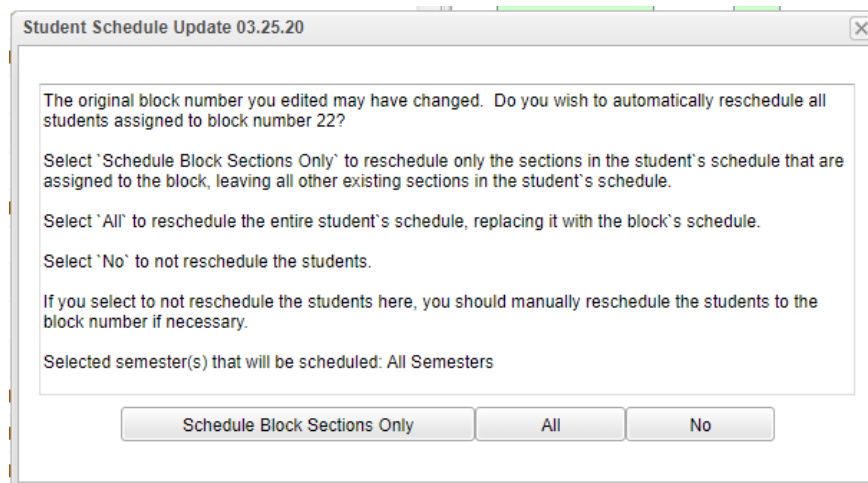 Student Schedule Update 03.25.20
The original block number you edited may have changed.  Do you wish to automatically reschedule all
students assigned to block number 22?
Select `Schedule Block Sections Only` to reschedule only the sections in the student`s schedule that are
assigned to the block, leaving all other existing sections in the student`s schedule.
Select `All` to reschedule the entire student`s schedule, replacing it with the block`s schedule.
Select `No` to not reschedule the students.
If you select to not reschedule the students here, you should manually reschedule the students to the
block number if necessary.
Selected semester(s) that will be scheduled: All Semesters
Schedule Block Sections Only All No